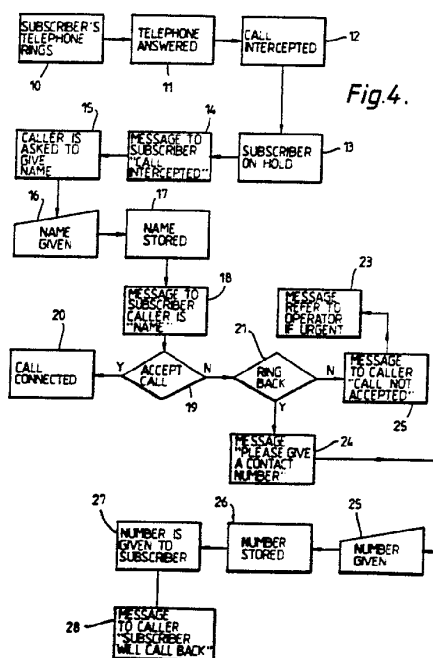 SUBSCRIBER'S
TELEPHONE
RINGS
10
TELEPHONE
ANSWERED
11
CALL
INTERCEPTED
12
Fig.4.
SUBSCRIBER
ON HOLD
13
MESSAGE TO
SUBSCRIBER
"CALL
INTERCEPTED"
14
CALLER IS
ASKED TO
GIVE
NAME
15
NAME
GIVEN
16
NAME
STORED
17
MESSAGE TO
SUBSCRIBER
CALLER IS
"NAME"
18
ACCEPT
CALL
19
Y
N
CALL
CONNECTED
20
RING
BACK
21
N
Y
MESSAGE
TO CALLER
"CALL NOT
ACCEPTED"
25
MESSAGE
REFER TO
OPERATOR
IF URGENT
23
MESSAGE
"PLEASE GIVE
A CONTACT
NUMBER"
24
NUMBER
GIVEN
25
NUMBER
STORED
26
NUMBER IS
GIVEN TO
SUBSCRIBER
27
MESSAGE
TO CALLER
"SUBSCRIBER
WILL CALL BACK"
28